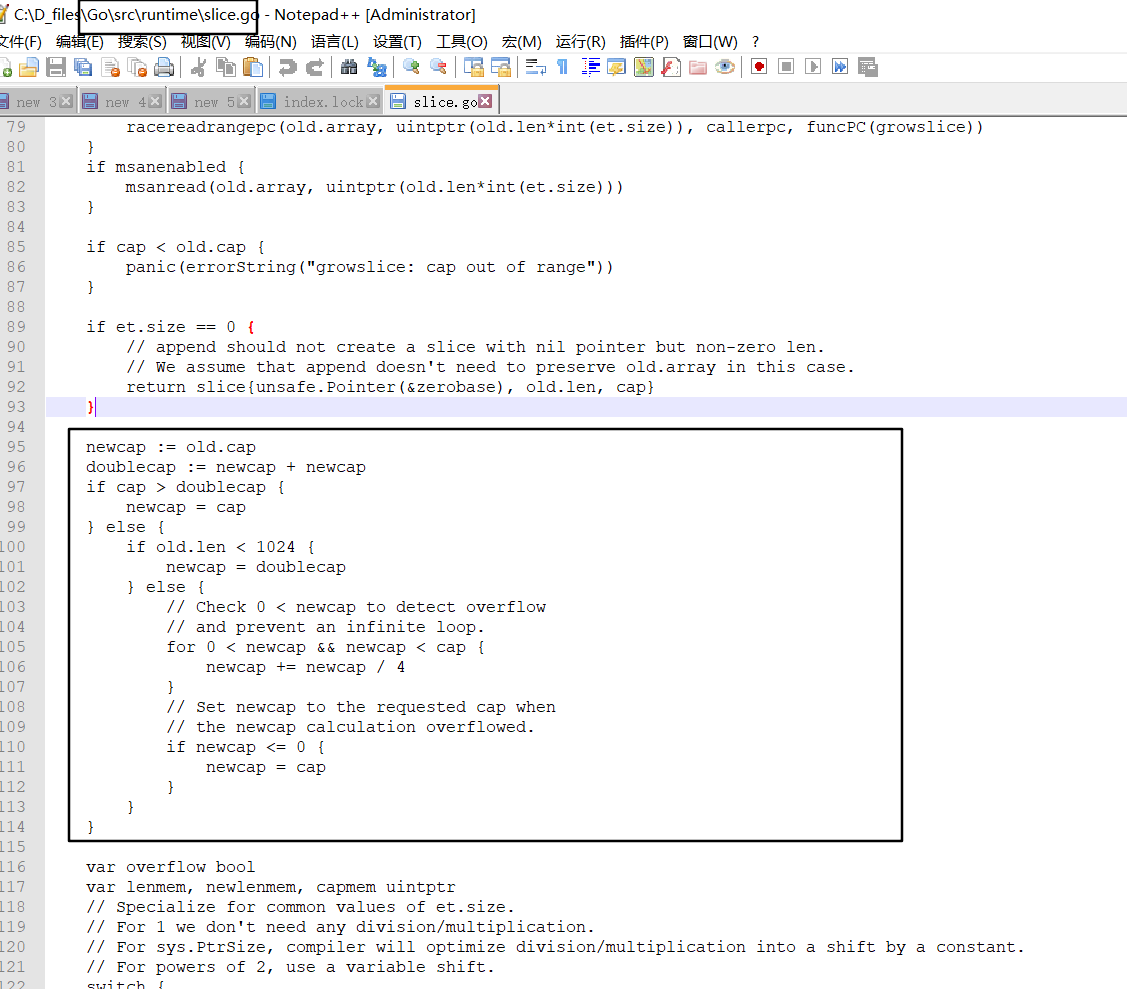 C:\D_files\Go\src\runtime\slice.go - Notepad++ [Administrator]
文件(F) 编辑(E) 搜索(S) 视图(V) 编码(N) 语言(L) 设置(T) 工具(O) 宏(M) 运行(R) 插件(P) 窗口(W) ?
new 3 new 4 new 5 index.lock slice.go
79 racereadrangepc(old.array, uintptr(old.len*int(et.size)), callerpc, funcPC(growslice))
80 }
81 if msanenabled {
82 msanread(old.array, uintptr(old.len*int(et.size)))
83 }
84
85 if cap < old.cap {
86 panic(errorString("growslice: cap out of range"))
87 }
88
89 if et.size == 0 {
90 // append should not create a slice with nil pointer but non-zero len.
91 // We assume that append doesn't need to preserve old.array in this case.
92 return slice{unsafe.Pointer(&zerobase), old.len, cap}
93 }
94
95 newcap := old.cap
96 doublecap := newcap + newcap
97 if cap > doublecap {
98 newcap = cap
99 } else {
100 if old.len < 1024 {
101 newcap = doublecap
102 } else {
103 // Check 0 < newcap to detect overflow
104 // and prevent an infinite loop.
105 for 0 < newcap && newcap < cap {
106 newcap += newcap / 4
107 }
108 // Set newcap to the requested cap when
109 // the newcap calculation overflowed.
110 if newcap <= 0 {
111 newcap = cap
112 }
113 }
114 }
115
116 var overflow bool
117 var lenmem, newlenmem, capmem uintptr
118 // Specialize for common values of et.size.
119 // For 1 we don't need any division/multiplication.
120 // For sys.PtrSize, compiler will optimize division/multiplication into a shift by a constant.
121 // For powers of 2, use a variable shift.
122 switch {